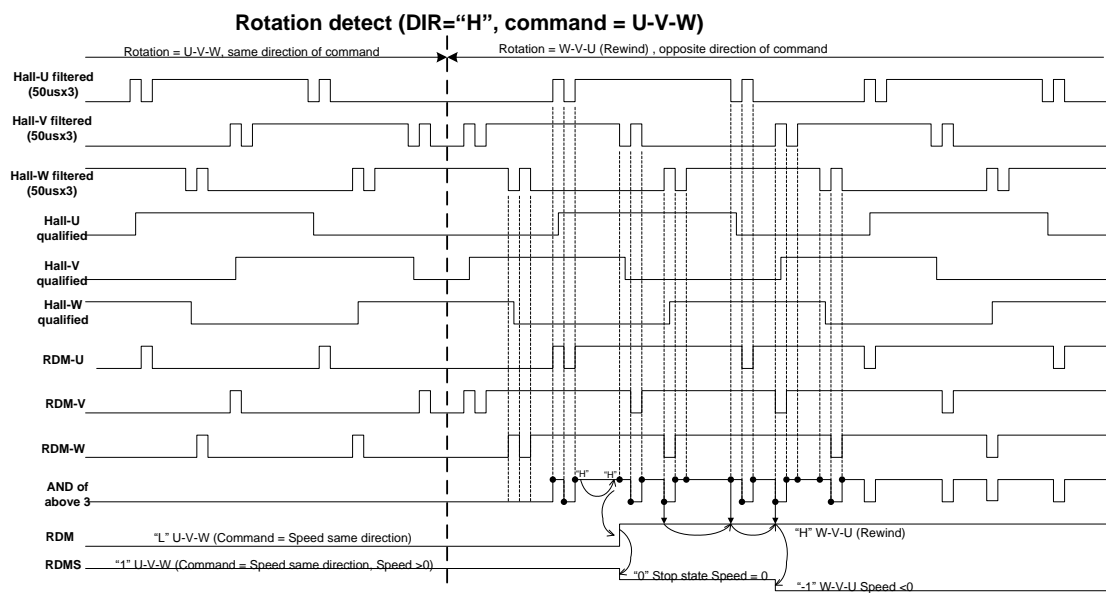 Rotation detect (DIR=“H”, command = U-V-W)
Rotation = U-V-W, same direction of command
Rotation = W-V-U (Rewind) , opposite direction of command
Hall-U filtered
(50usx3)
Hall-V filtered
(50usx3)
Hall-W filtered
(50usx3)
Hall-U
qualified
Hall-V
qualified
Hall-W
qualified
RDM-U
RDM-V
RDM-W
AND of
above 3
“H”
“H”
RDM
“L” U-V-W (Command = Speed same direction)
“H” W-V-U (Rewind)
RDMS
“1” U-V-W (Command = Speed same direction, Speed >0)
“0” Stop state Speed = 0
“-1” W-V-U Speed <0